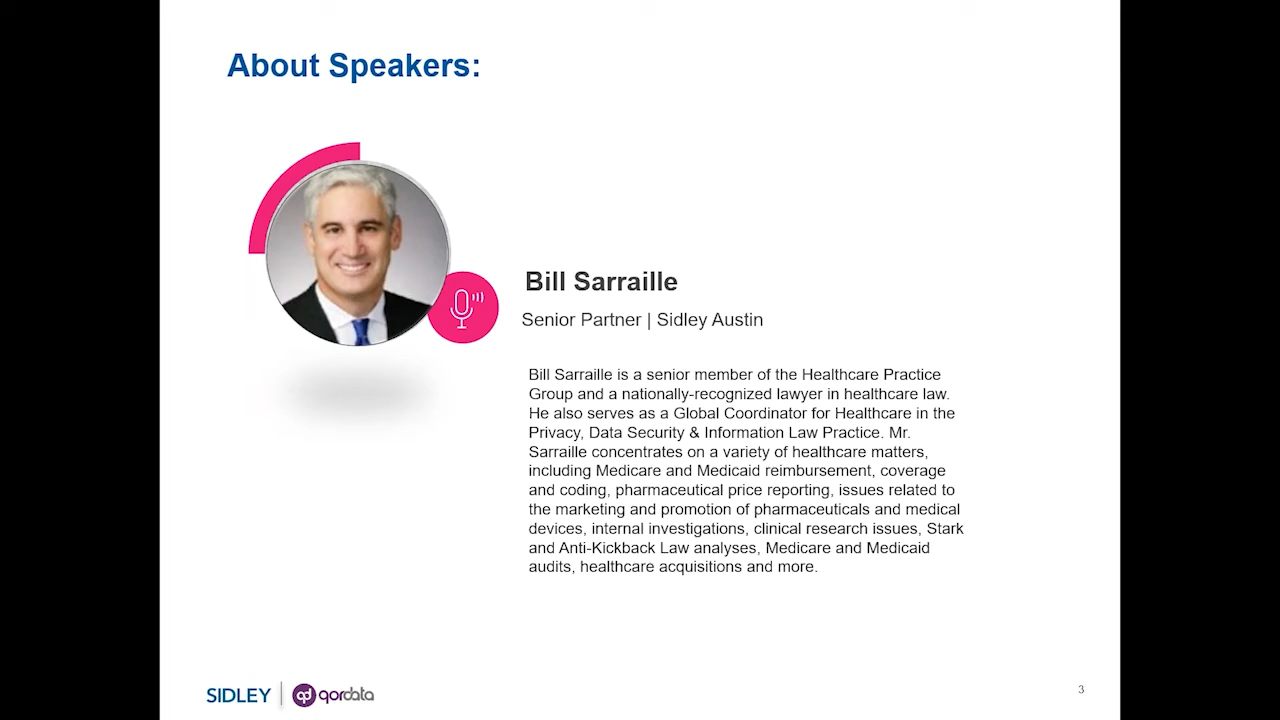 About Speakers:
Bill Sarraille
Senior Partner | Sidley Austin
Bill Sarraille is a senior member of the Healthcare Practice
Group and a nationally-recognized lawyer in healthcare law.
He also serves as a Global Coordinator for Healthcare in the
Privacy, Data Security & Information Law Practice. Mr.
Sarraille concentrates on a variety of healthcare matters,
including Medicare and Medicaid reimbursement, coverage
and coding, pharmaceutical price reporting, issues related to
the marketing and promotion of pharmaceuticals and medical
devices, internal investigations, clinical research issues, Stark
and Anti-Kickback Law analyses, Medicare and Medicaid
audits, healthcare acquisitions and more.
SIDLEY | qd qordata
3